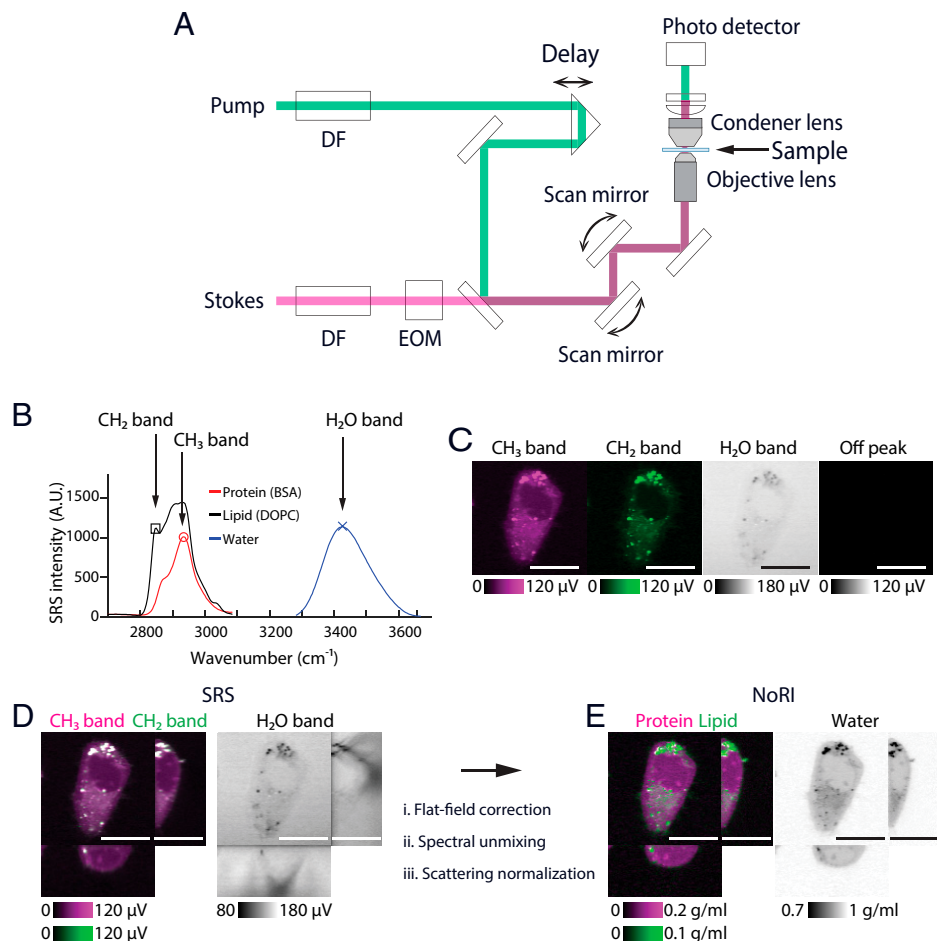 A
Photo detector
Delay
Pump
DF
Condener lens
Sample
Objective lens
Scan mirror
Stokes
DF
EOM
Scan mirror
B
CH₂ band
CH₃ band
H₂O band
SRS intensity (A.U.)
1500
1000
500
0
Protein (BSA)
Lipid (DOPC)
Water
2800 3000 3200 3400 3600
Wavenumber (cm⁻¹)
C
CH₃ band CH₂ band H₂O band Off peak
0 120 μV 0 120 μV 0 180 μV 0 120 μV
SRS
D
CH₃ band CH₂ band H₂O band
0 120 μV 80 180 μV
0 120 μV
i. Flat-field correction
ii. Spectral unmixing
iii. Scattering normalization
NoRI
E
Protein Lipid Water
0 0.2 g/ml 0.7 1 g/ml
0 0.1 g/ml